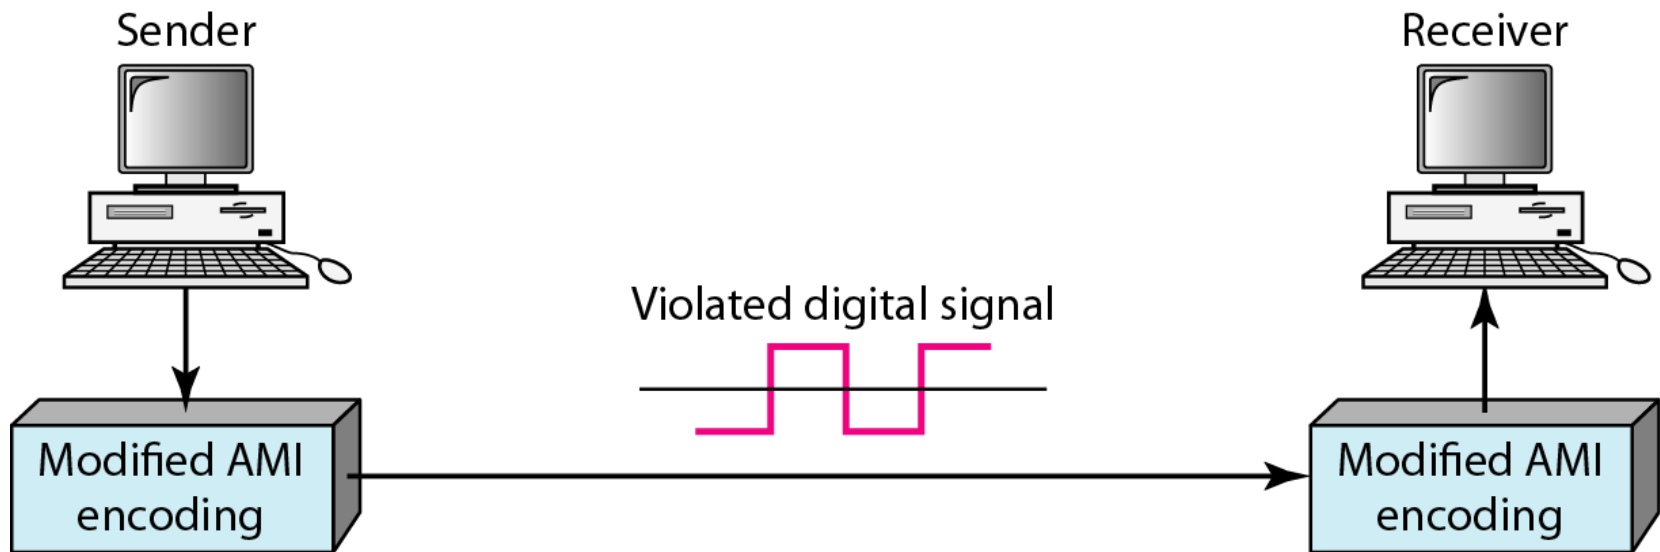 Sender
Receiver
Violated digital signal
Modified AMI
encoding
Modified AMI
encoding